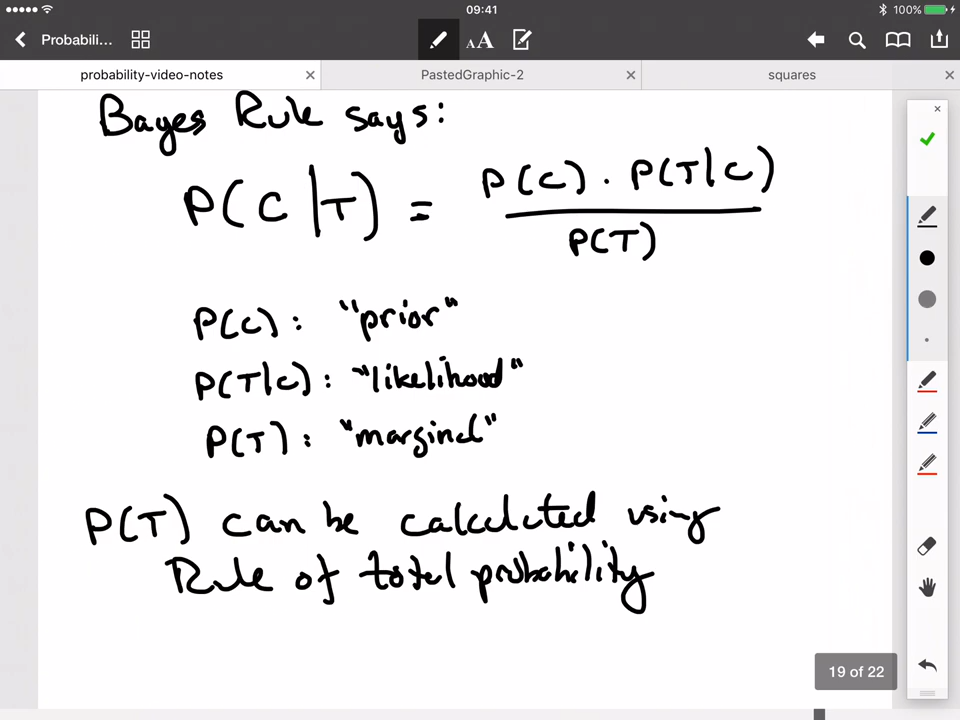 09:41
100%
Probabili...
AA
probability-video-notes
PastedGraphic-2
squares
Bayes Rule says:
P(C|T) = P(C) · P(T|C) / P(T)
P(C): "prior"
P(T|C): "likelihood"
P(T): "marginal"
P(T) can be calculated using
Rule of total probability
19 of 22